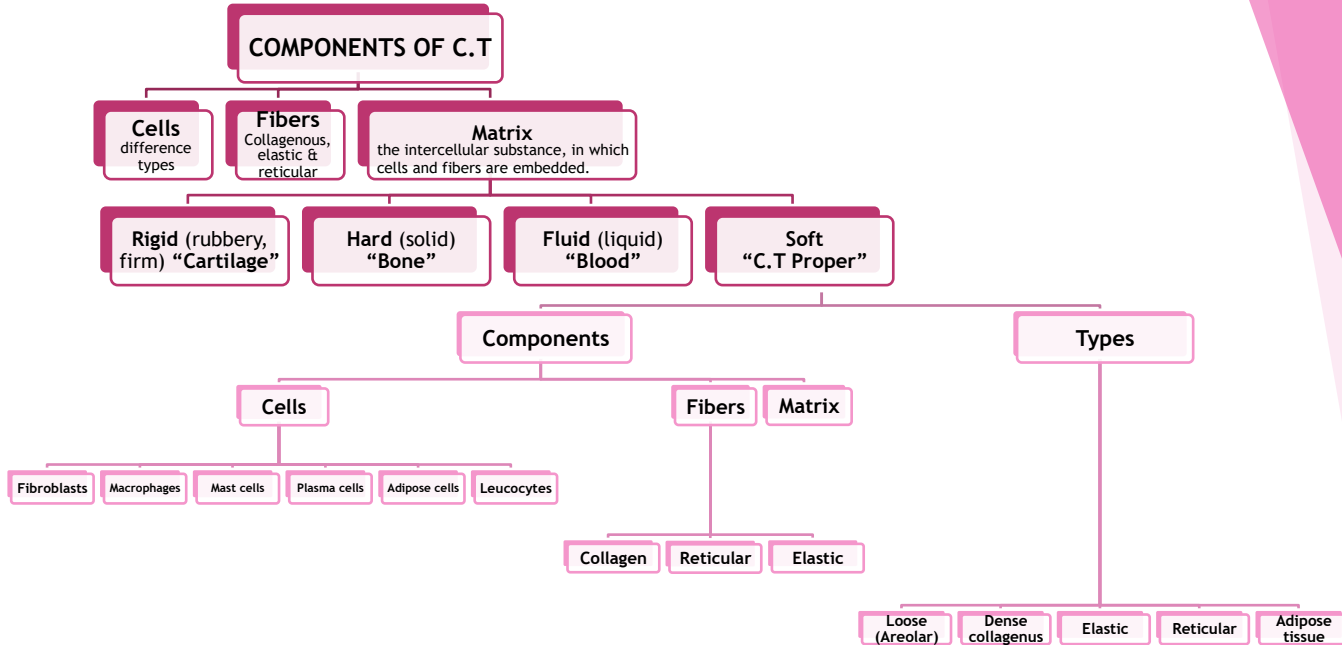 COMPONENTS OF C.T
Cells
difference
types
Fibers
Collagenous,
elastic &
reticular
Matrix
the intercellular substance, in which
cells and fibers are embedded.
Rigid (rubbery,
firm) “Cartilage”
Hard (solid)
“Bone”
Fluid (liquid)
“Blood”
Soft
“C.T Proper”
Components
Types
Cells
Fibers
Matrix
Fibroblasts
Macrophages
Mast cells
Plasma cells
Adipose cells
Leucocytes
Collagen
Reticular
Elastic
Loose
(Areolar)
Dense
collagenus
Elastic
Reticular
Adipose
tissue